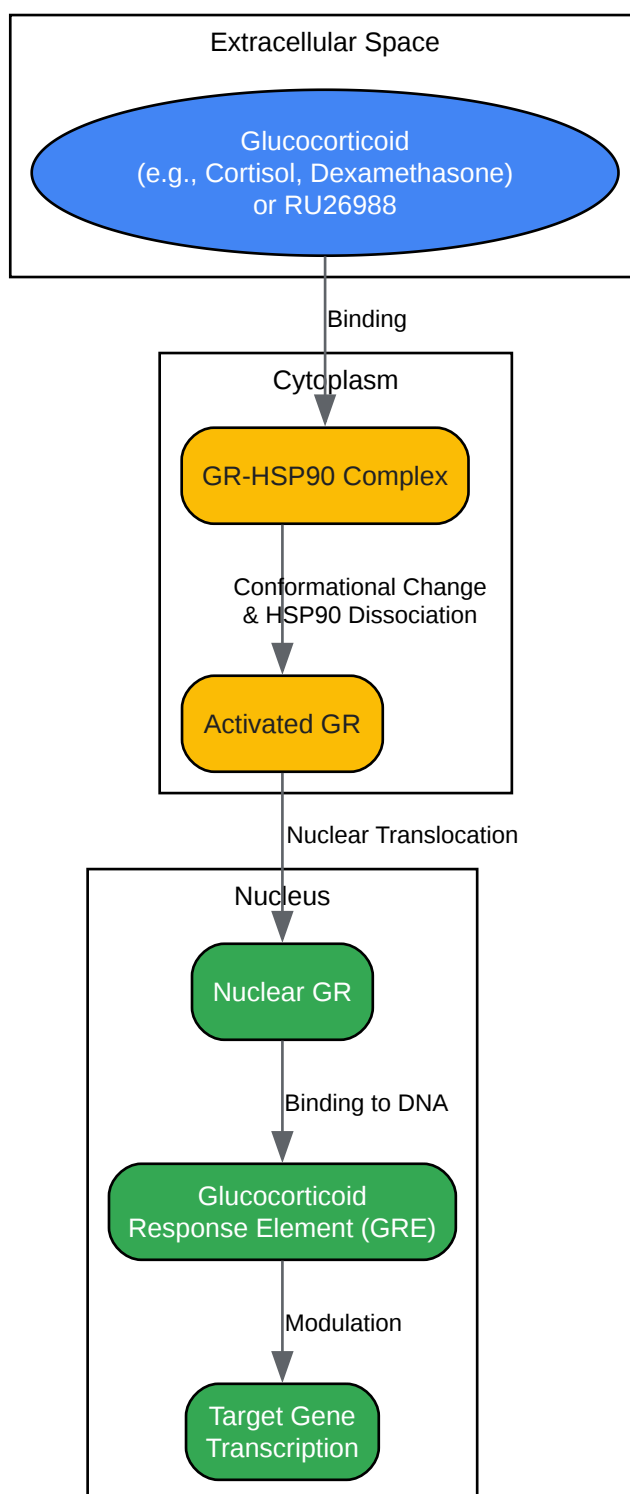 Extracellular Space
Glucocorticoid
(e.g., Cortisol, Dexamethasone)
or RU26988
Binding
Cytoplasm
GR-HSP90 Complex
Conformational Change
& HSP90 Dissociation
Activated GR
Nuclear Translocation
Nucleus
Nuclear GR
Binding to DNA
Glucocorticoid
Response Element (GRE)
Modulation
Target Gene
Transcription